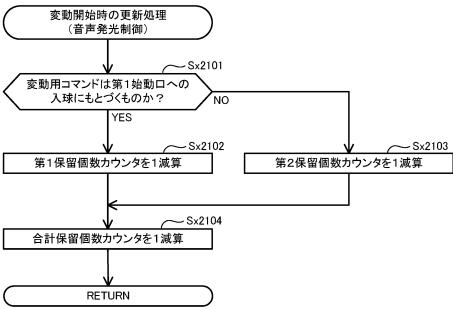 変動開始時の更新処理
(音声発光制御)
Sx2101
変動用コマンドは第1始動口への
入球にもとづくものか?
NO
YES
Sx2102
第1保留個数カウンタを1減算
Sx2103
第2保留個数カウンタを1減算
Sx2104
合計保留個数カウンタを1減算
RETURN